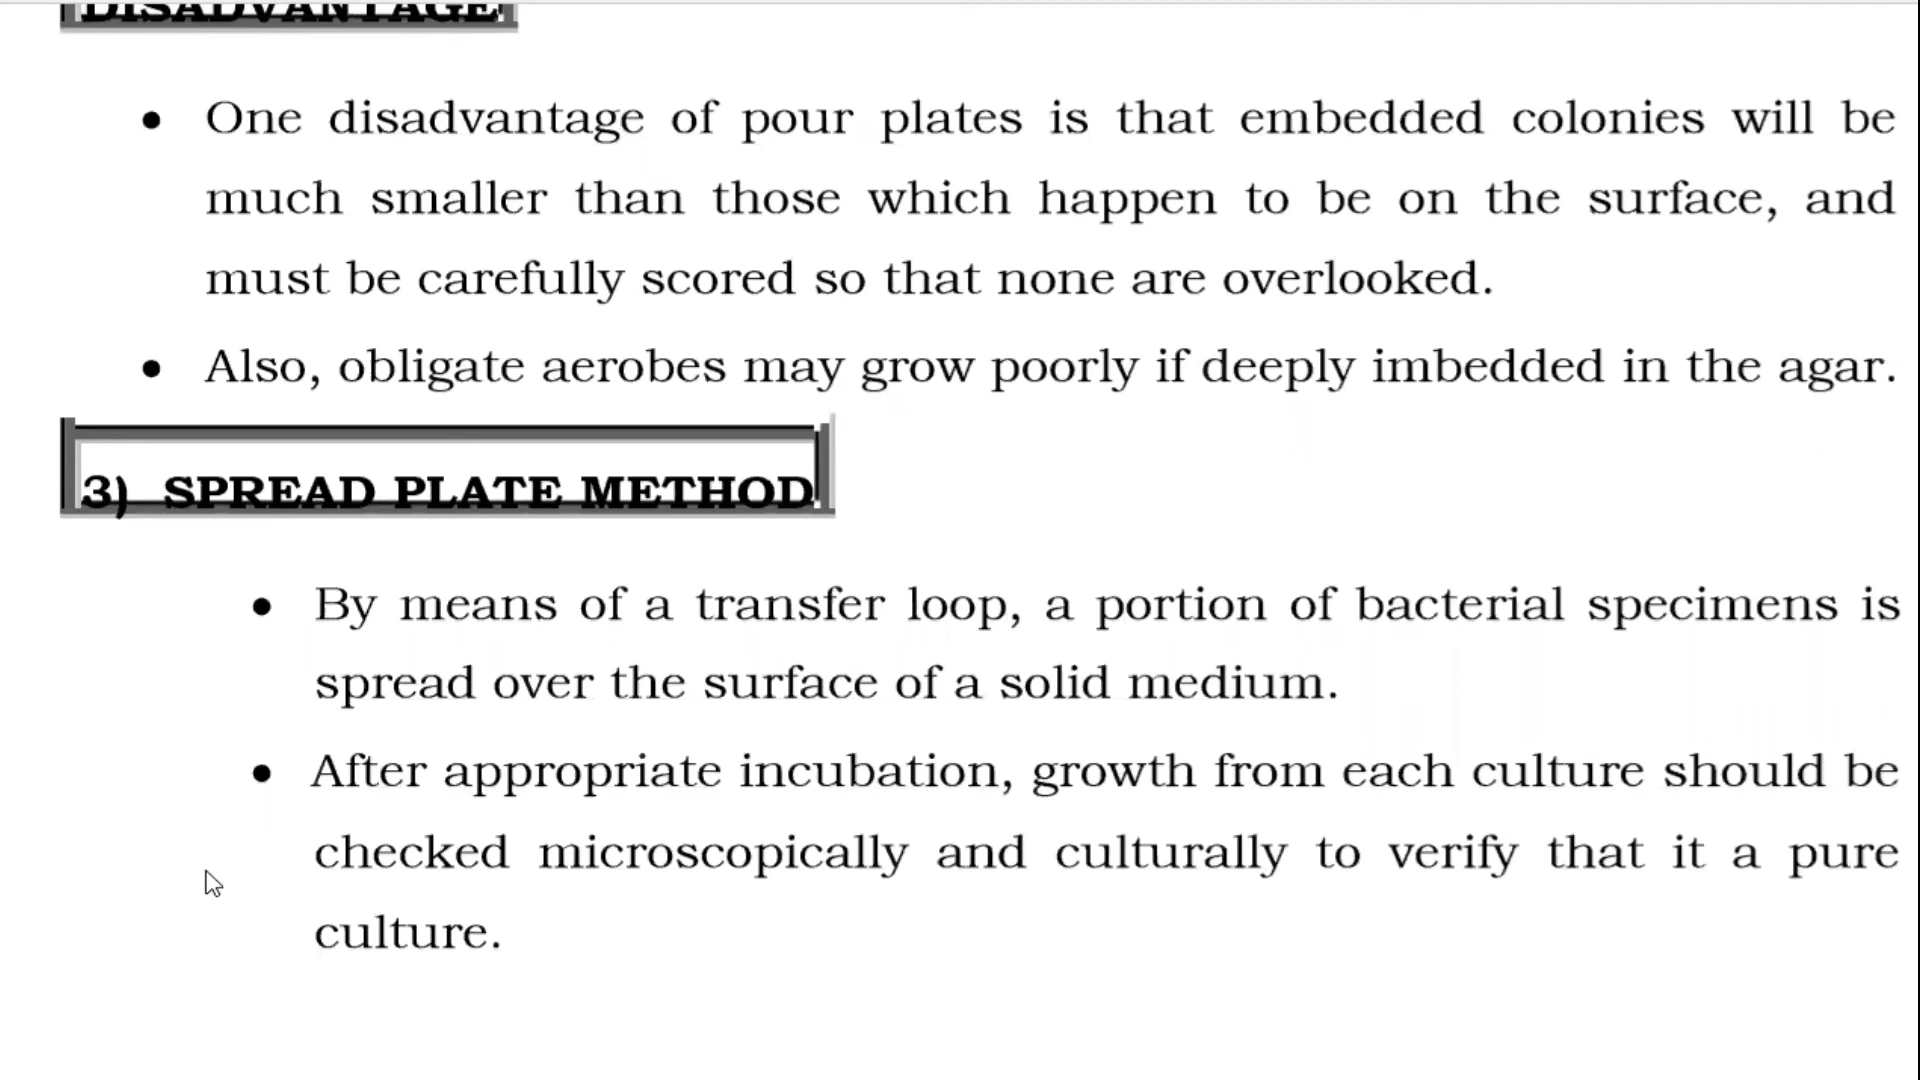 DISADVANTAGE
• One disadvantage of pour plates is that embedded colonies will be
much smaller than those which happen to be on the surface, and
must be carefully scored so that none are overlooked.
• Also, obligate aerobes may grow poorly if deeply imbedded in the agar.
3) SPREAD PLATE METHOD
• By means of a transfer loop, a portion of bacterial specimens is
spread over the surface of a solid medium.
• After appropriate incubation, growth from each culture should be
checked microscopically and culturally to verify that it a pure
culture.